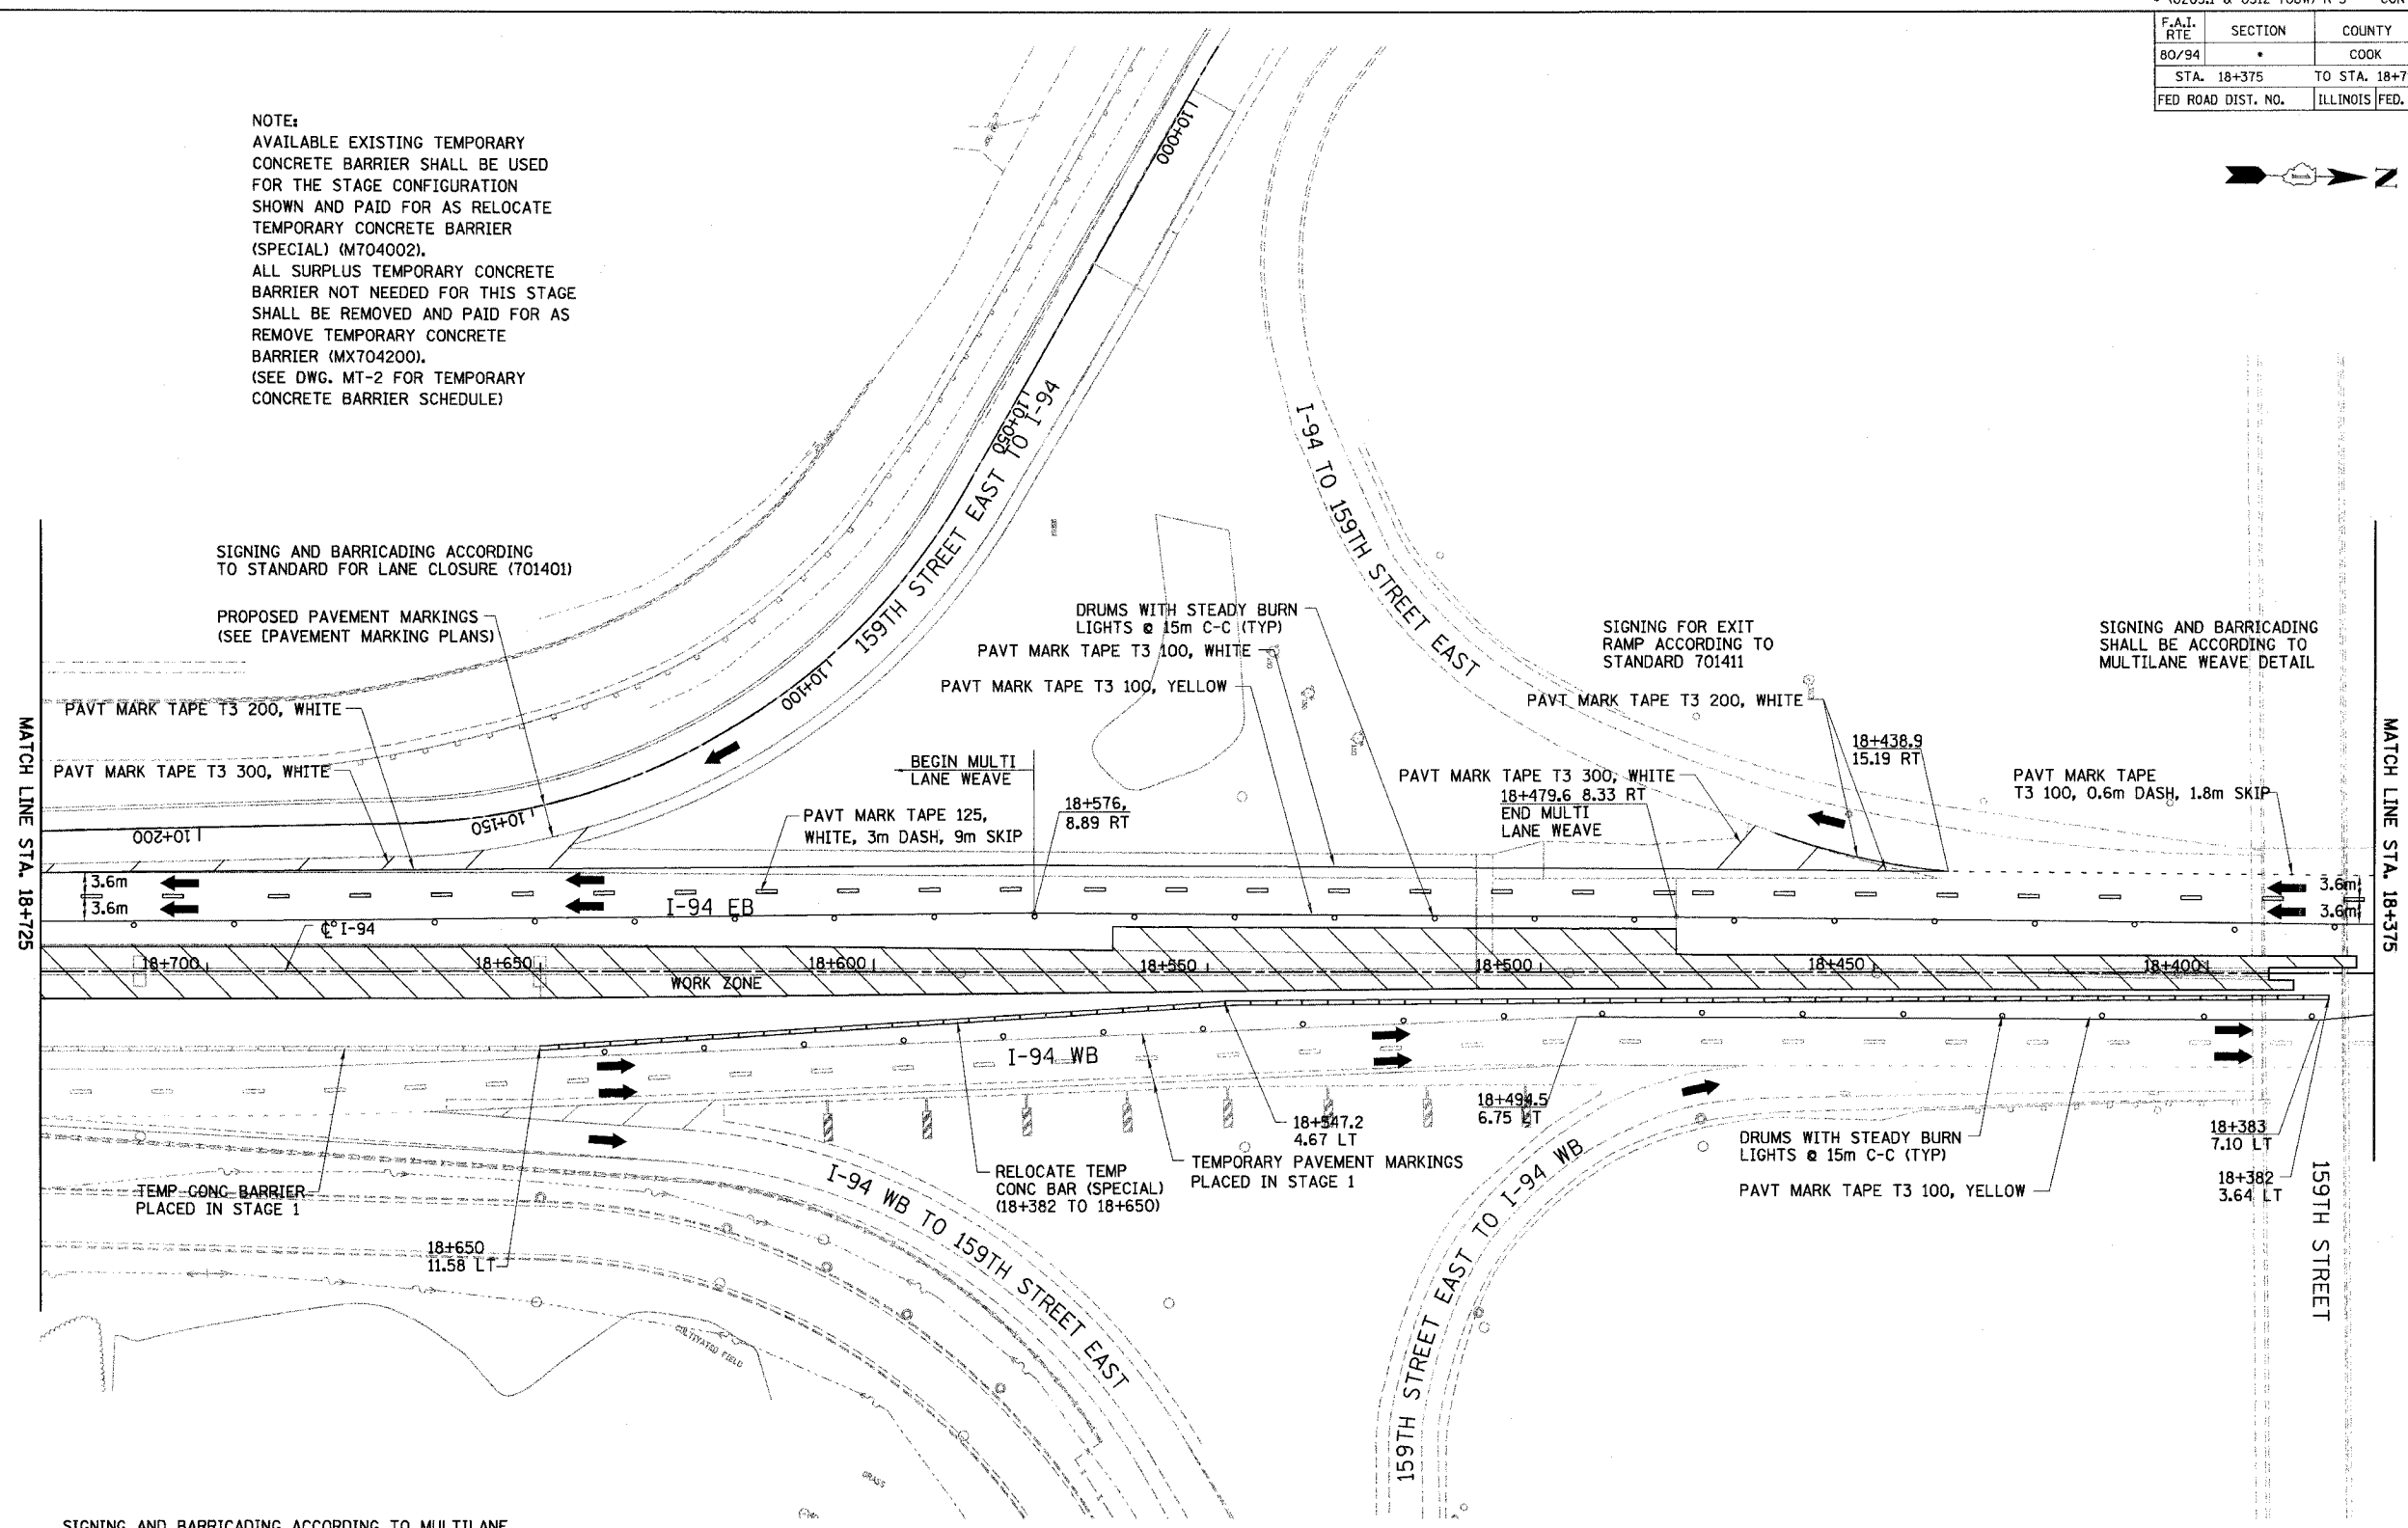 F.A.I. RTE SECTION COUNTY
80/94 * COOK
STA. 18+375 TO STA. 18+7
FED ROAD DIST. NO. ILLINOIS FED.
N
NOTE:
AVAILABLE EXISTING TEMPORARY
CONCRETE BARRIER SHALL BE USED
FOR THE STAGE CONFIGURATION
SHOWN AND PAID FOR AS RELOCATE
TEMPORARY CONCRETE BARRIER
(SPECIAL) (M704002).
ALL SURPLUS TEMPORARY CONCRETE
BARRIER NOT NEEDED FOR THIS STAGE
SHALL BE REMOVED AND PAID FOR AS
REMOVE TEMPORARY CONCRETE
BARRIER (MX704200).
(SEE DWG. MT-2 FOR TEMPORARY
CONCRETE BARRIER SCHEDULE)
10+000
10+050
159TH STREET EAST TO I-94
10+100
10+150
10+200
I-94 TO 159TH STREET EAST
SIGNING AND BARRICADING ACCORDING
TO STANDARD FOR LANE CLOSURE (701401)
PROPOSED PAVEMENT MARKINGS
(SEE [PAVEMENT MARKING PLANS)
PAVT MARK TAPE T3 200, WHITE
PAVT MARK TAPE T3 300, WHITE
DRUMS WITH STEADY BURN
LIGHTS @ 15m C-C (TYP)
PAVT MARK TAPE T3 100, WHITE
PAVT MARK TAPE T3 100, YELLOW
BEGIN MULTI
LANE WEAVE
PAVT MARK TAPE 125,
WHITE, 3m DASH, 9m SKIP
18+576,
8.89 RT
SIGNING FOR EXIT
RAMP ACCORDING TO
STANDARD 701411
PAVT MARK TAPE T3 200, WHITE
18+438.9
15.19 RT
PAVT MARK TAPE T3 300, WHITE
18+479.6 8.33 RT
END MULTI
LANE WEAVE
SIGNING AND BARRICADING
SHALL BE ACCORDING TO
MULTILANE WEAVE DETAIL
PAVT MARK TAPE
T3 100, 0.6m DASH, 1.8m SKIP
MATCH LINE STA. 18+725
MATCH LINE STA. 18+375
3.6m
3.6m
3.6m
3.6m
I-94 EB
℄ I-94
18+700
18+650
18+600
18+550
18+500
18+450
18+400
WORK ZONE
I-94 WB
TEMP CONC BARRIER
PLACED IN STAGE 1
18+650
11.58 LT
RELOCATE TEMP
CONC BAR (SPECIAL)
(18+382 TO 18+650)
18+547.2
4.67 LT
TEMPORARY PAVEMENT MARKINGS
PLACED IN STAGE 1
18+494.5
6.75 LT
DRUMS WITH STEADY BURN
LIGHTS @ 15m C-C (TYP)
PAVT MARK TAPE T3 100, YELLOW
18+383
7.10 LT
18+382
3.64 LT
159TH STREET
I-94 WB TO 159TH STREET EAST
159TH STREET EAST TO I-94 WB
CULTIVATED FIELD
GRASS
SIGNING AND BARRICADING ACCORDING TO MULTILANE